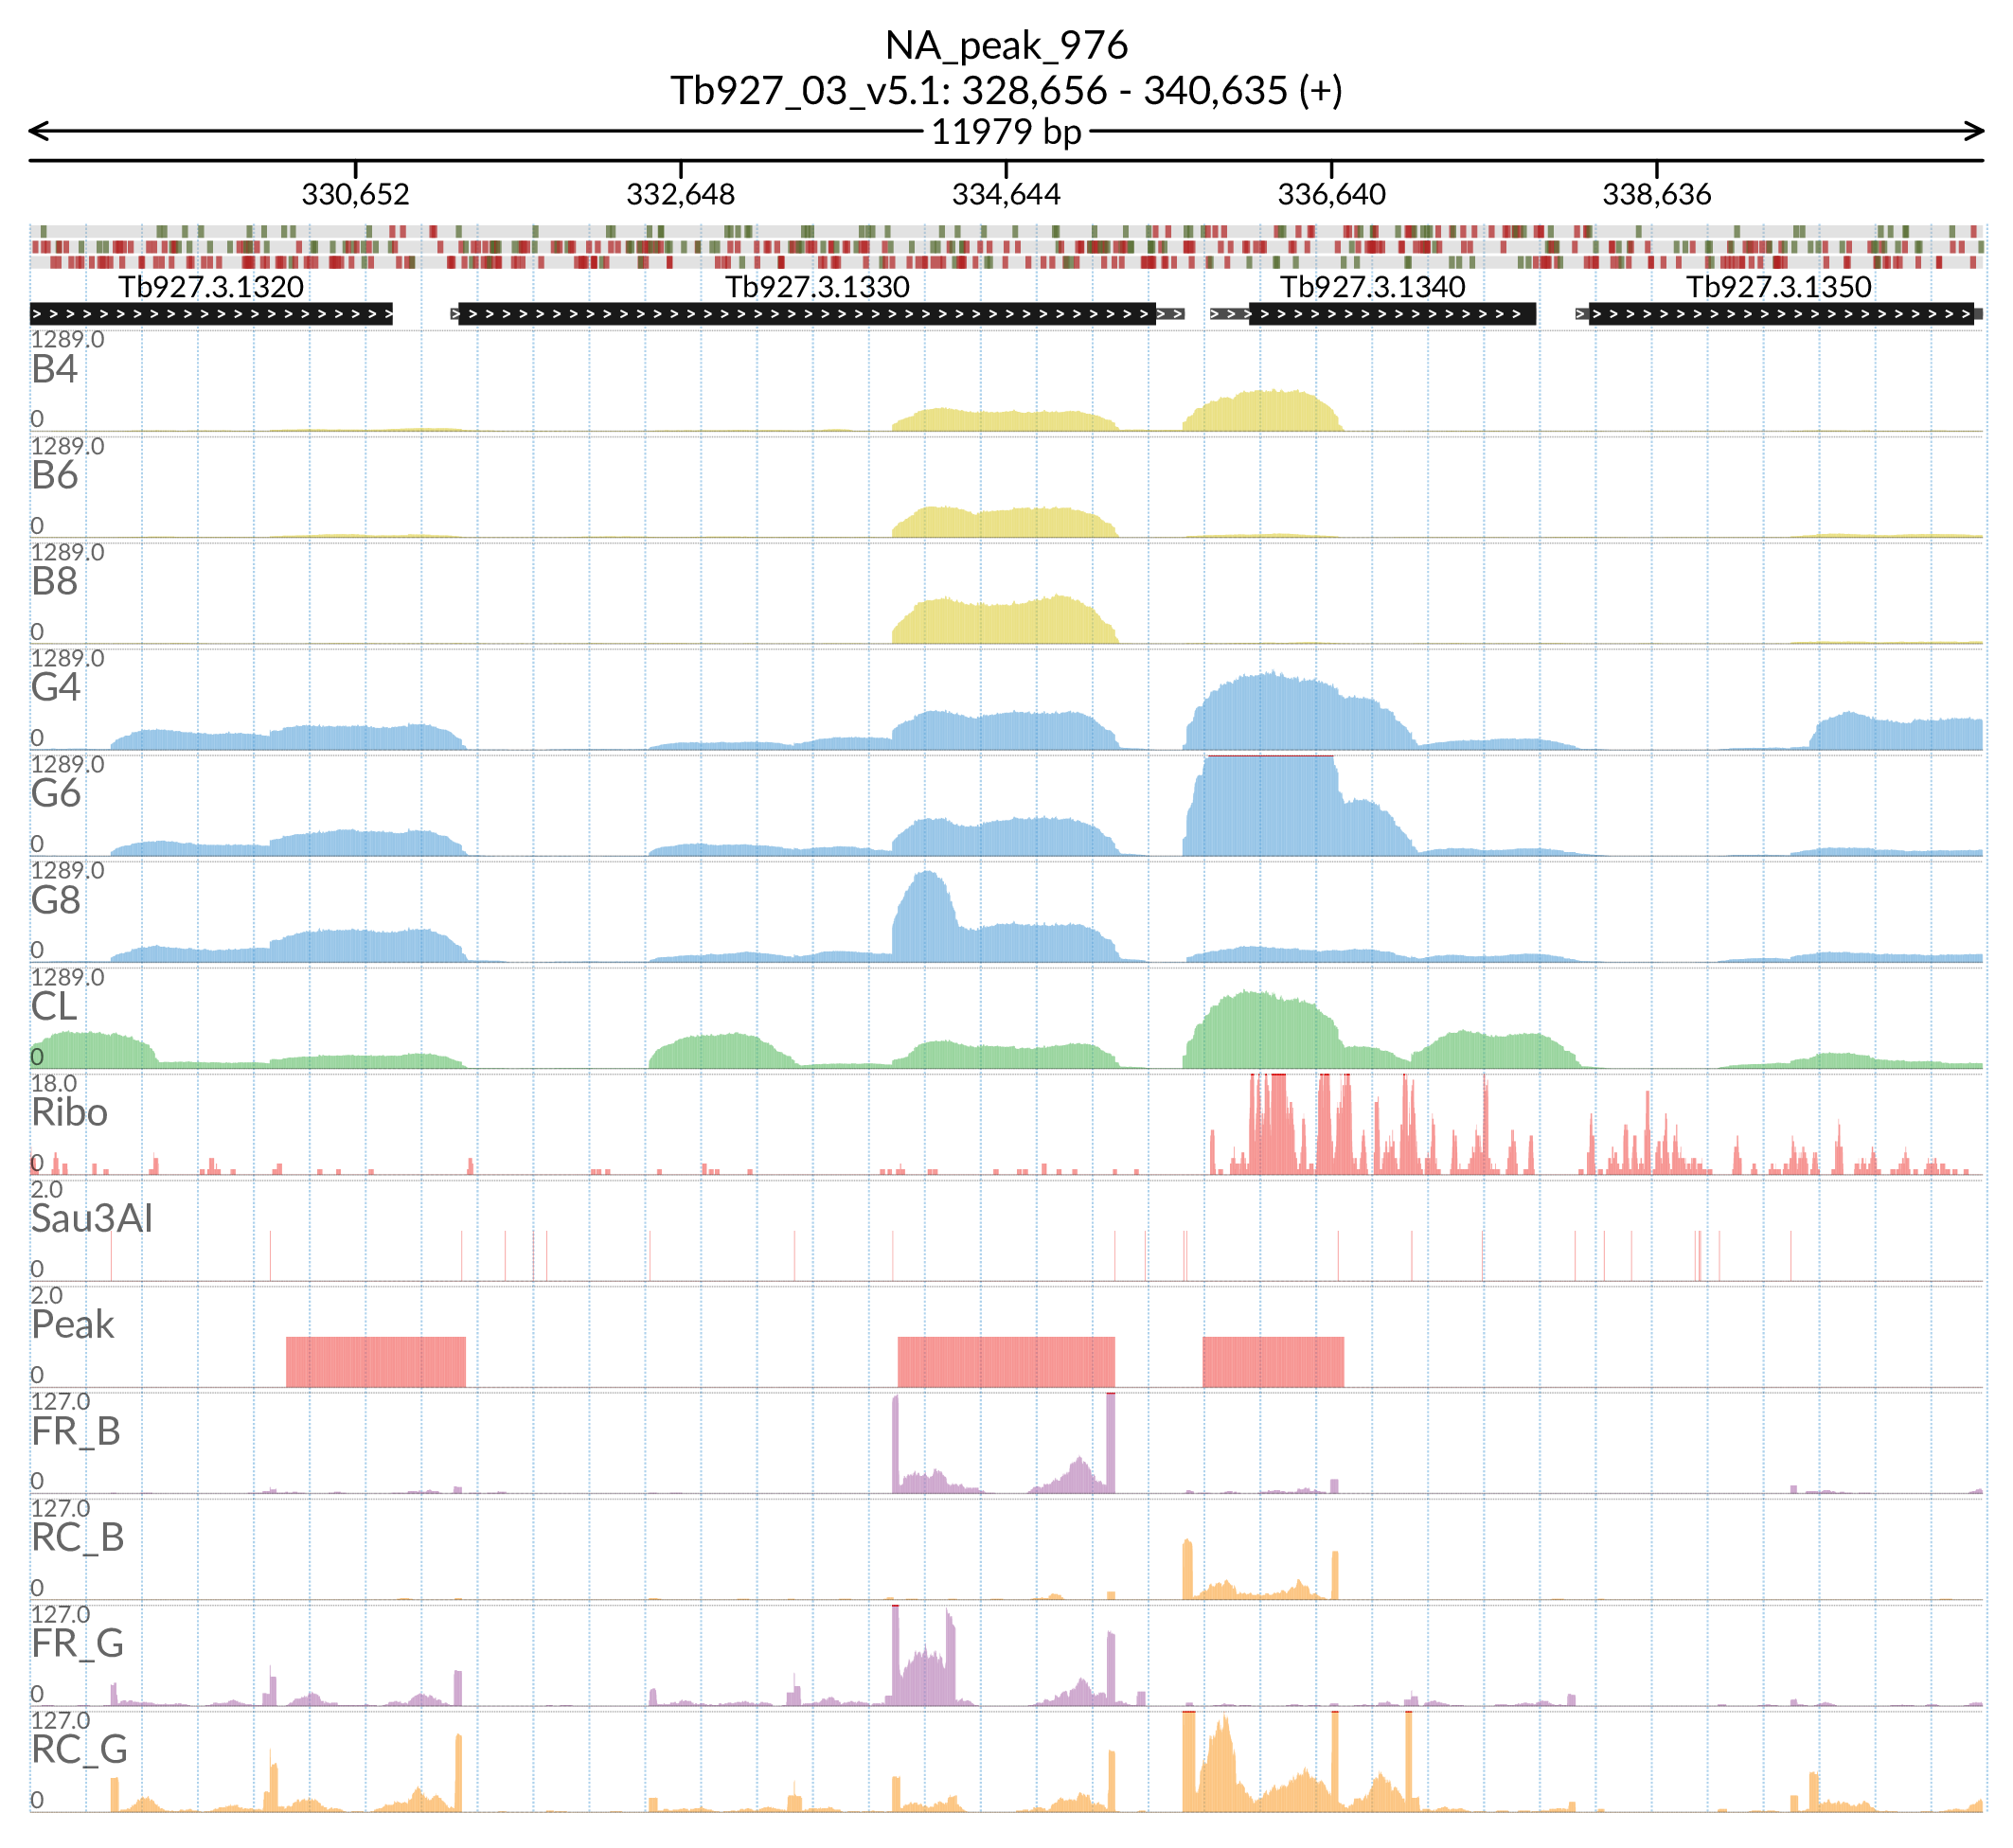 NA_peak_976
Tb927_03_v5.1: 328,656 - 340,635 (+)
11979 bp
330,652 332,648 334,644 336,640 338,636
Tb927.3.1320 Tb927.3.1330 Tb927.3.1340 Tb927.3.1350
1289.0
B4
0
1289.0
B6
0
1289.0
B8
0
1289.0
G4
0
1289.0
G6
0
1289.0
G8
0
1289.0
CL
0
18.0
Ribo
0
2.0
Sau3AI
0
2.0
Peak
0
127.0
FR_B
0
127.0
RC_B
0
127.0
FR_G
0
127.0
RC_G
0